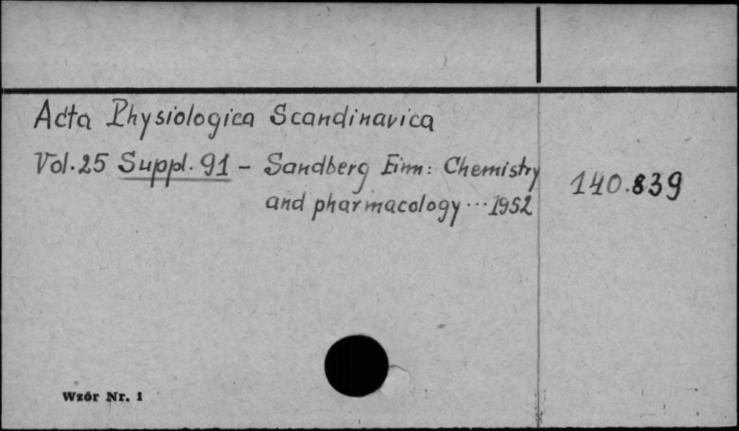 Acta Physiologica Scandinavica
Vol. 25 Suppl. 91 - Sandberg Finn: Chemistry
and pharmacology ... 1952
140.839
Wzór Nr. 1